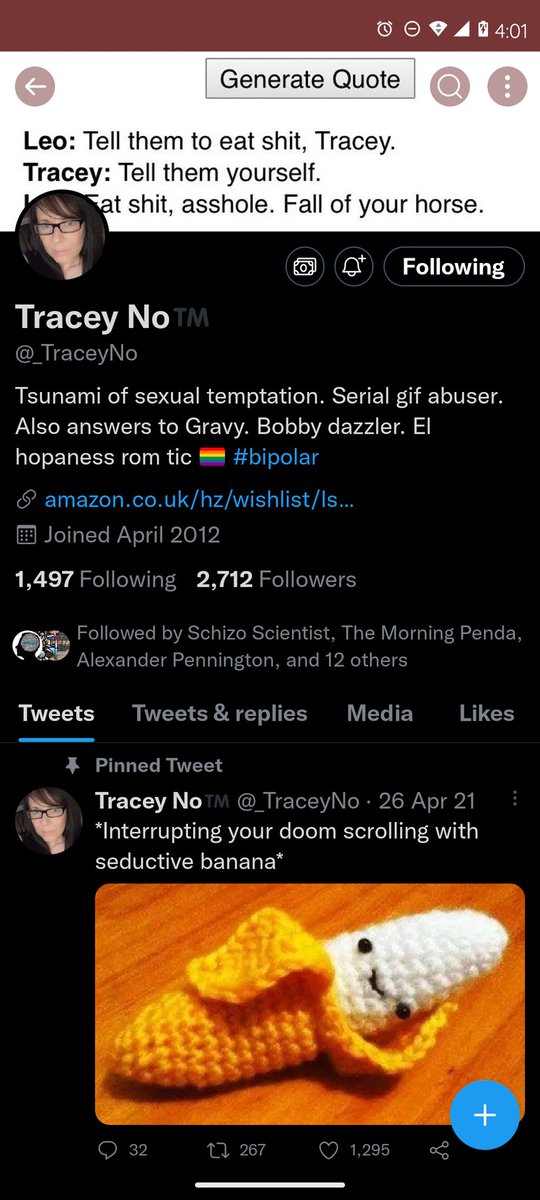 4:01
Generate Quote
Leo: Tell them to eat shit, Tracey.
Tracey: Tell them yourself.
Eat shit, asshole. Fall of your horse.
Following
Tracey No™
@_TraceyNo
Tsunami of sexual temptation. Serial gif abuser.
Also answers to Gravy. Bobby dazzler. El
hopaness rom tic 🏳️‍🌈 #bipolar
amazon.co.uk/hz/wishlist/ls...
Joined April 2012
1,497 Following 2,712 Followers
Followed by Schizo Scientist, The Morning Penda,
Alexander Pennington, and 12 others
Tweets Tweets & replies Media Likes
Pinned Tweet
Tracey No™ @_TraceyNo · 26 Apr 21
*Interrupting your doom scrolling with
seductive banana*
32 267 1,295